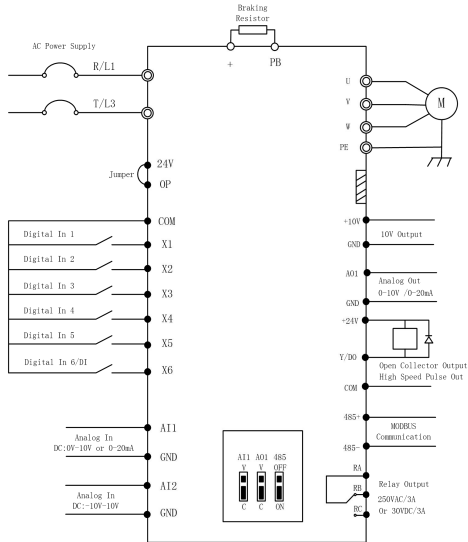 Braking
Resistor
AC Power Supply
R/L1
+
PB
T/L3
U
V
W
PE
M
24V
Jumper
OP
COM
Digital In 1
X1
Digital In 2
X2
Digital In 3
X3
Digital In 4
X4
Digital In 5
X5
Digital In 6/DI
X6
AI1
Analog In
DC:0V-10V or 0-20mA
GND
AI2
Analog In
DC:-10V-10V
GND
AI1 AO1 485
V V OFF
C C ON
+10V
10V Output
GND
AO1
Analog Out
0-10V /0-20mA
GND
+24V
Y/DO
Open Collector Output
High Speed Pulse Out
COM
485+
MODBUS
Communication
485-
RA
Relay Output
RB
250VAC/3A
RC
Or 30VDC/3A